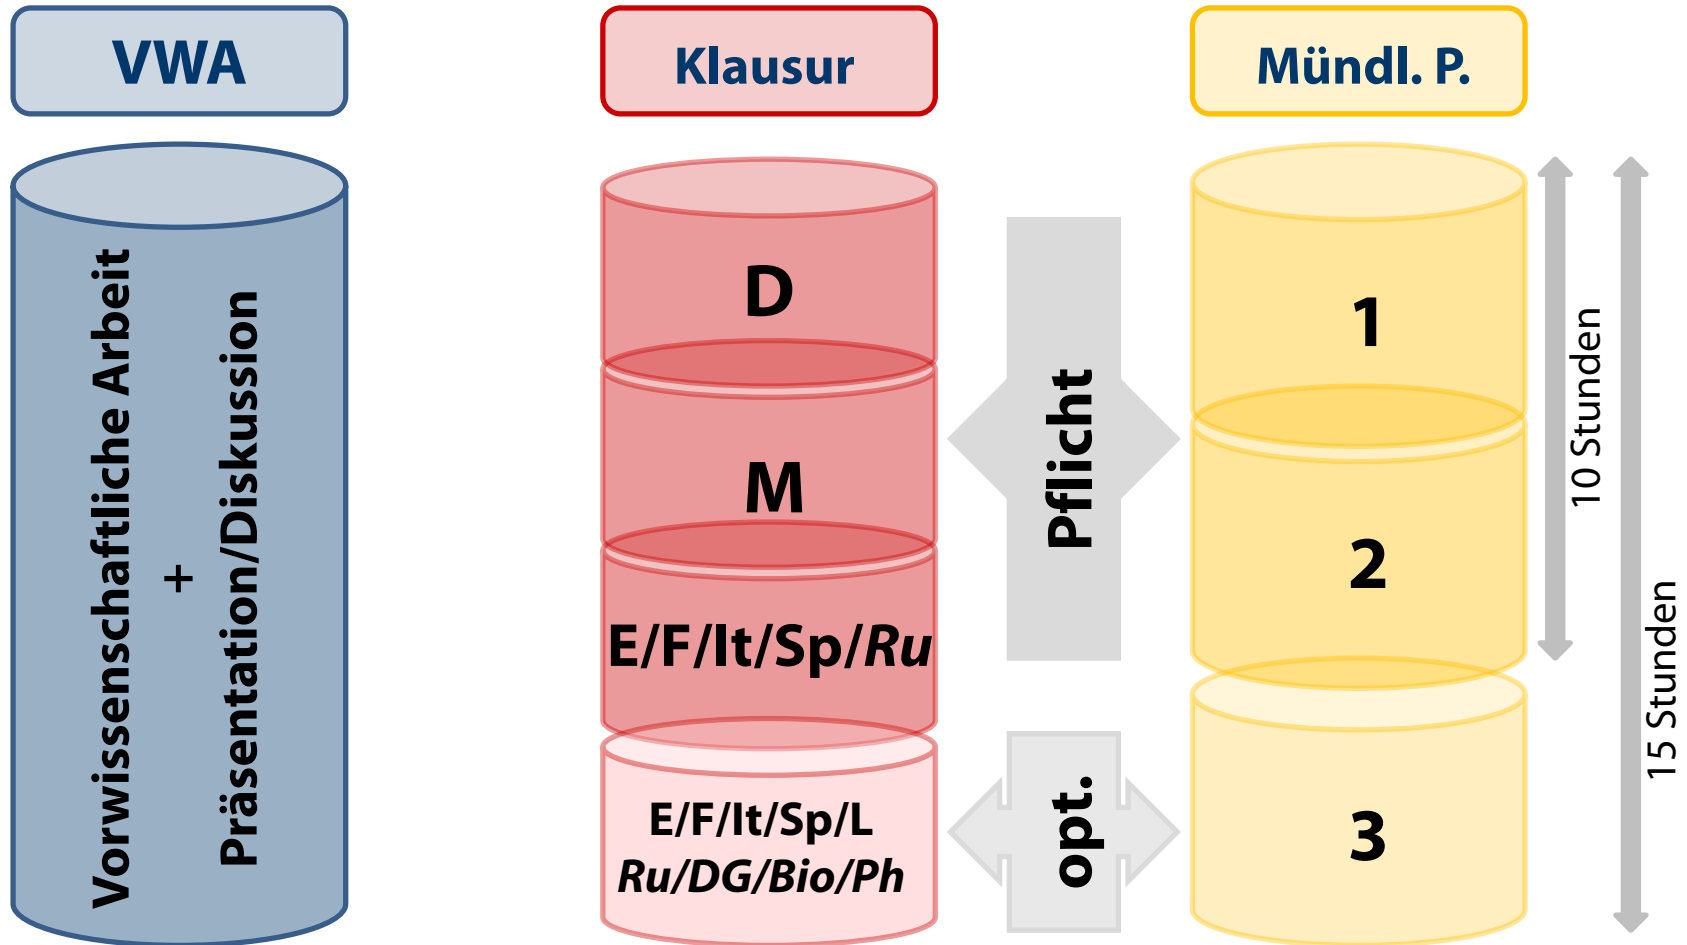 VWA
Vorwissenschaftliche Arbeit
+
Präsentation/Diskussion
Klausur
D
M
E/F/It/Sp/Ru
E/F/It/Sp/L
Ru/DG/Bio/Ph
Pflicht
opt.
Mündl. P.
1
2
3
10 Stunden
15 Stunden